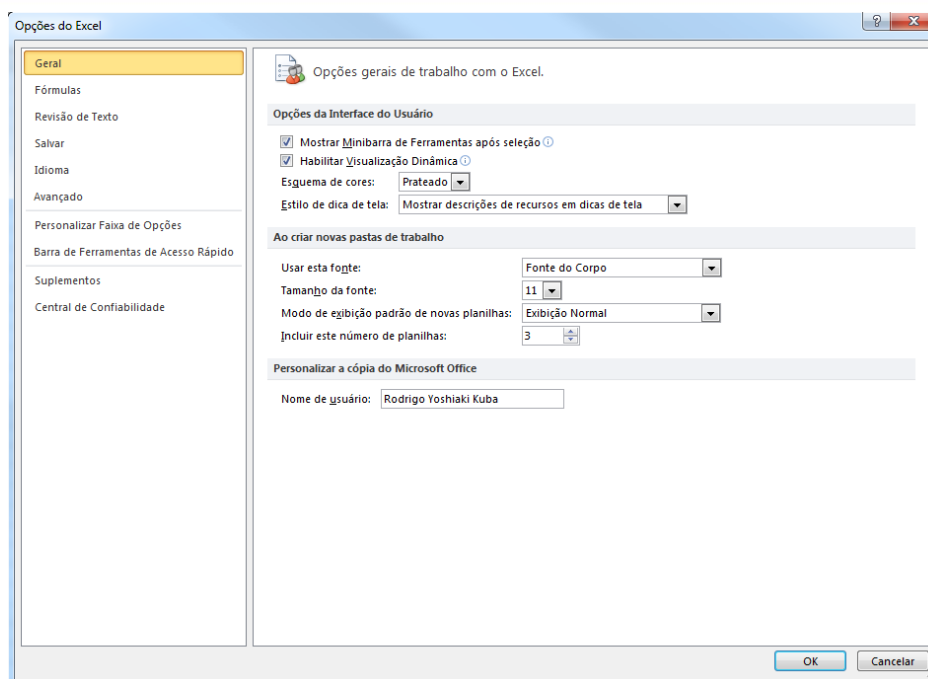 Opções do Excel
Geral
Fórmulas
Revisão de Texto
Salvar
Idioma
Avançado
Personalizar Faixa de Opções
Barra de Ferramentas de Acesso Rápido
Suplementos
Central de Confiabilidade
Opções gerais de trabalho com o Excel.
Opções da Interface do Usuário
Mostrar Minibarra de Ferramentas após seleção
Habilitar Visualização Dinâmica
Esquema de cores: Prateado
Estilo de dica de tela: Mostrar descrições de recursos em dicas de tela
Ao criar novas pastas de trabalho
Usar esta fonte: Fonte do Corpo
Tamanho da fonte: 11
Modo de exibição padrão de novas planilhas: Exibição Normal
Incluir este número de planilhas: 3
Personalizar a cópia do Microsoft Office
Nome de usuário: Rodrigo Yoshiaki Kuba
OK Cancelar